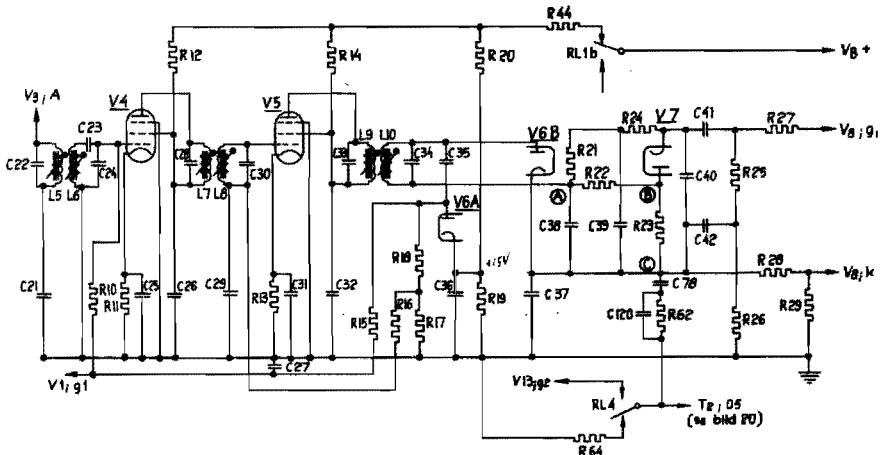 R44
R12
R14
R20
RL1b
V_B +
V3, A
V4
V5
C23
C22
C24
L5 L6
C28
L7 L8
C30
C33
L9 L10
C34
C35
V6B
R21
R24
V7
C41
R27
V8; g1
R22
A
B
C40
R25
V6A
C38
C39
R23
C42
R18
+15V
C
C78
R28
V8; k
C21
R10
R11
C25
C26
C29
R13
C31
C32
R15
R16
R17
C36
R19
C37
C120
R62
R26
R29
C27
V1; g1
V13; g2
RL4
T2; 05
(se bild 20)
R64